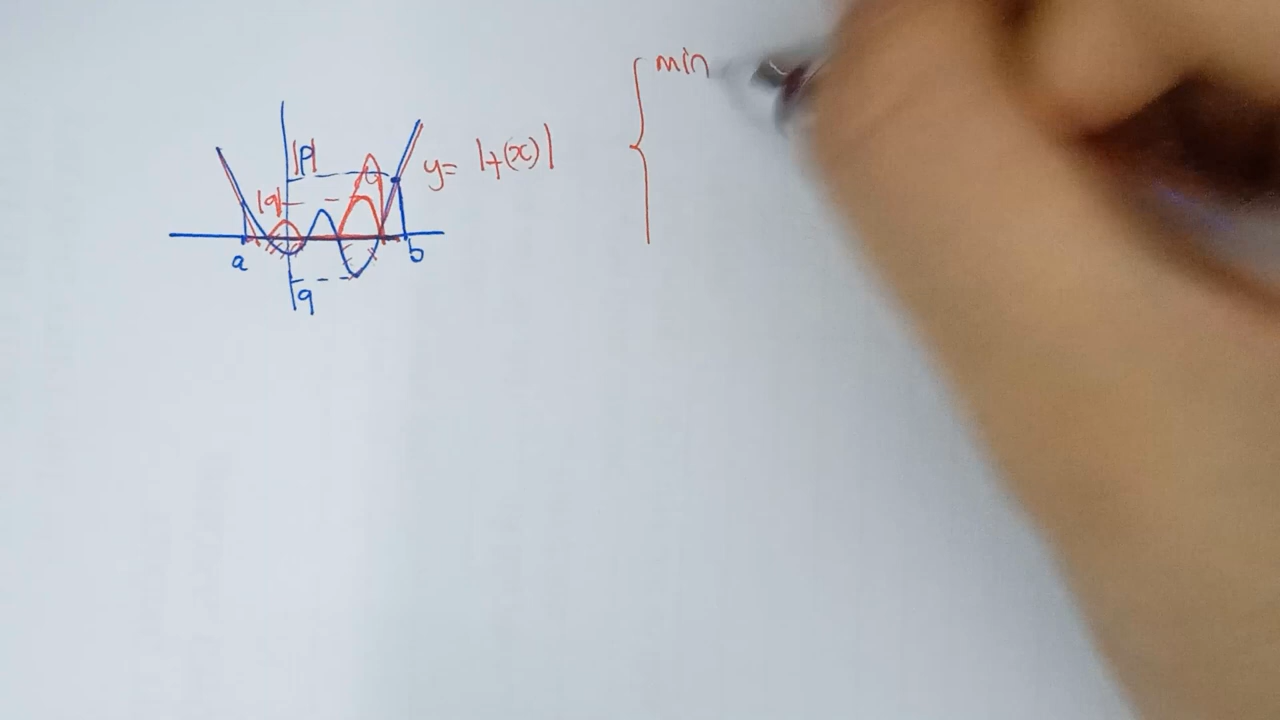 min
|P|
y= |f(x)|
|q|
a
b
q